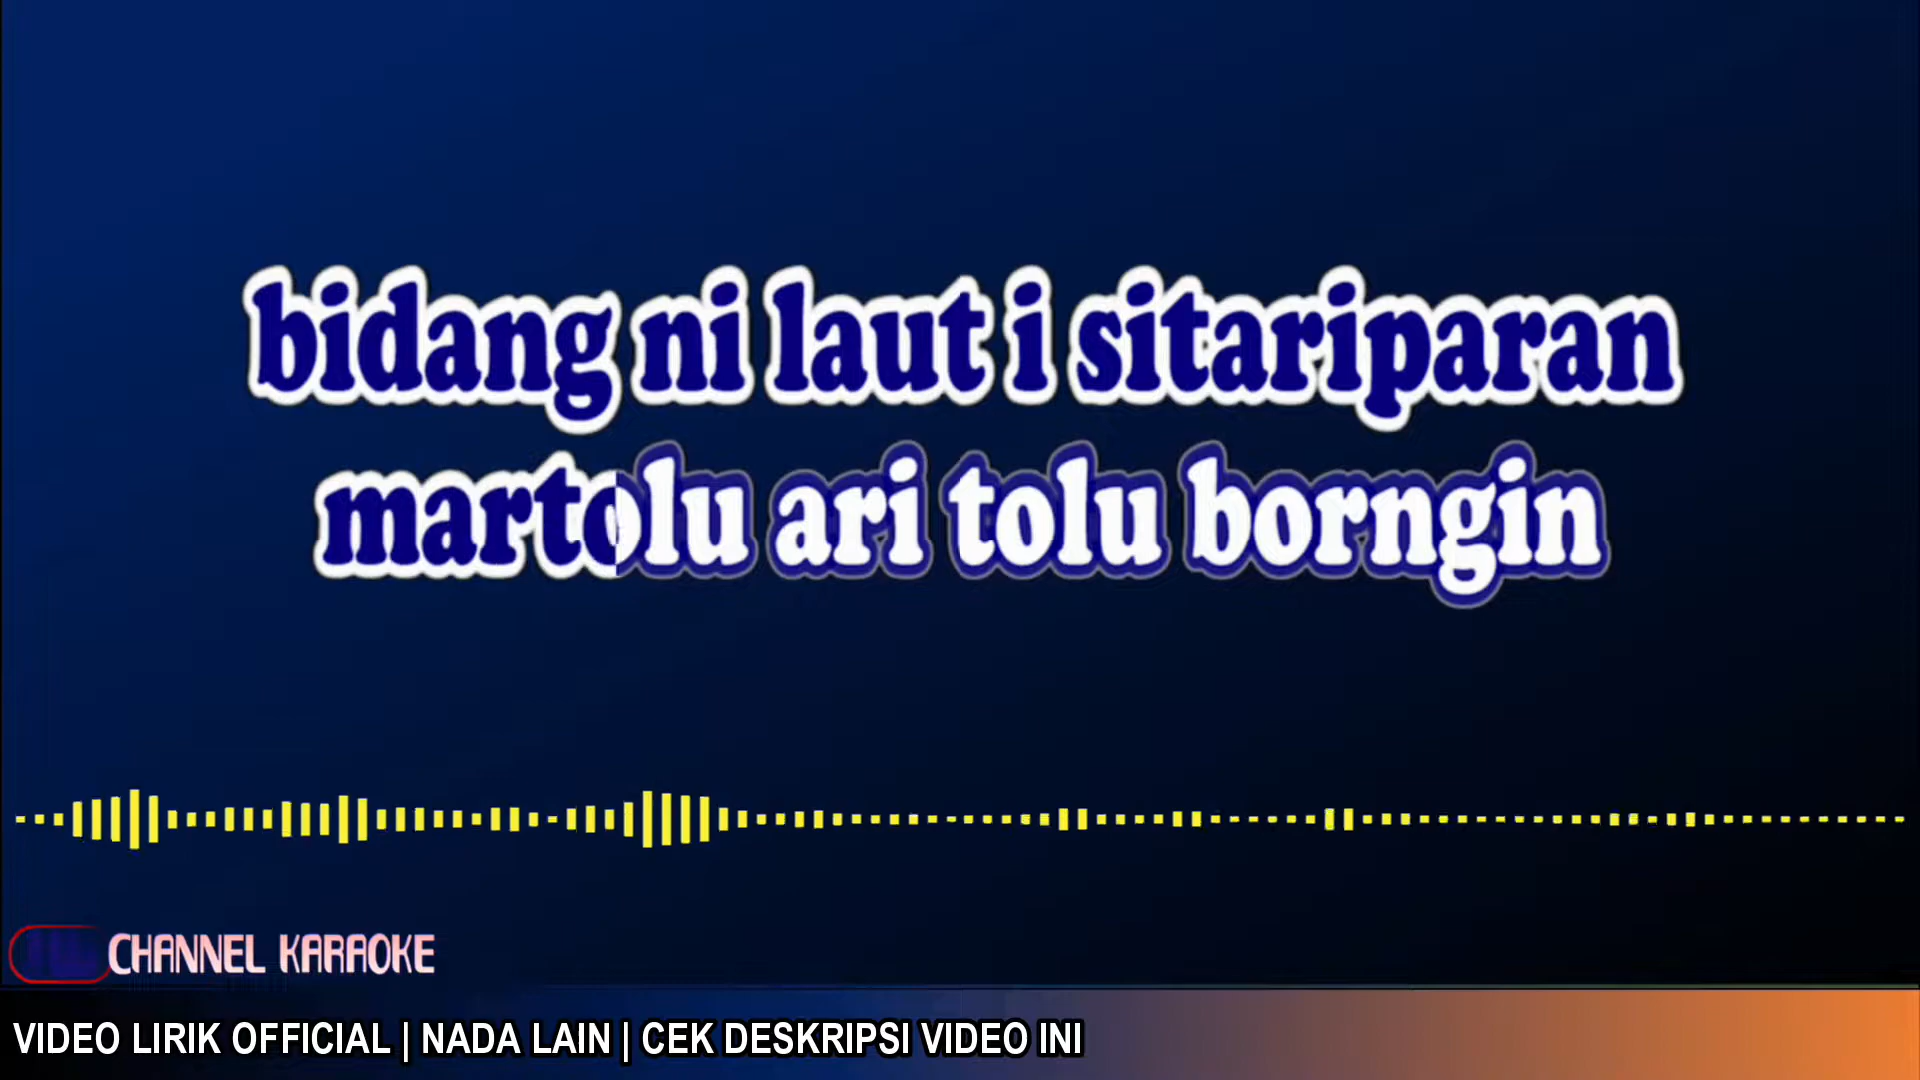 bidang ni laut i sitariparan
martolu ari tolu borngin
CHANNEL KARAOKE
VIDEO LIRIK OFFICIAL | NADA LAIN | CEK DESKRIPSI VIDEO INI